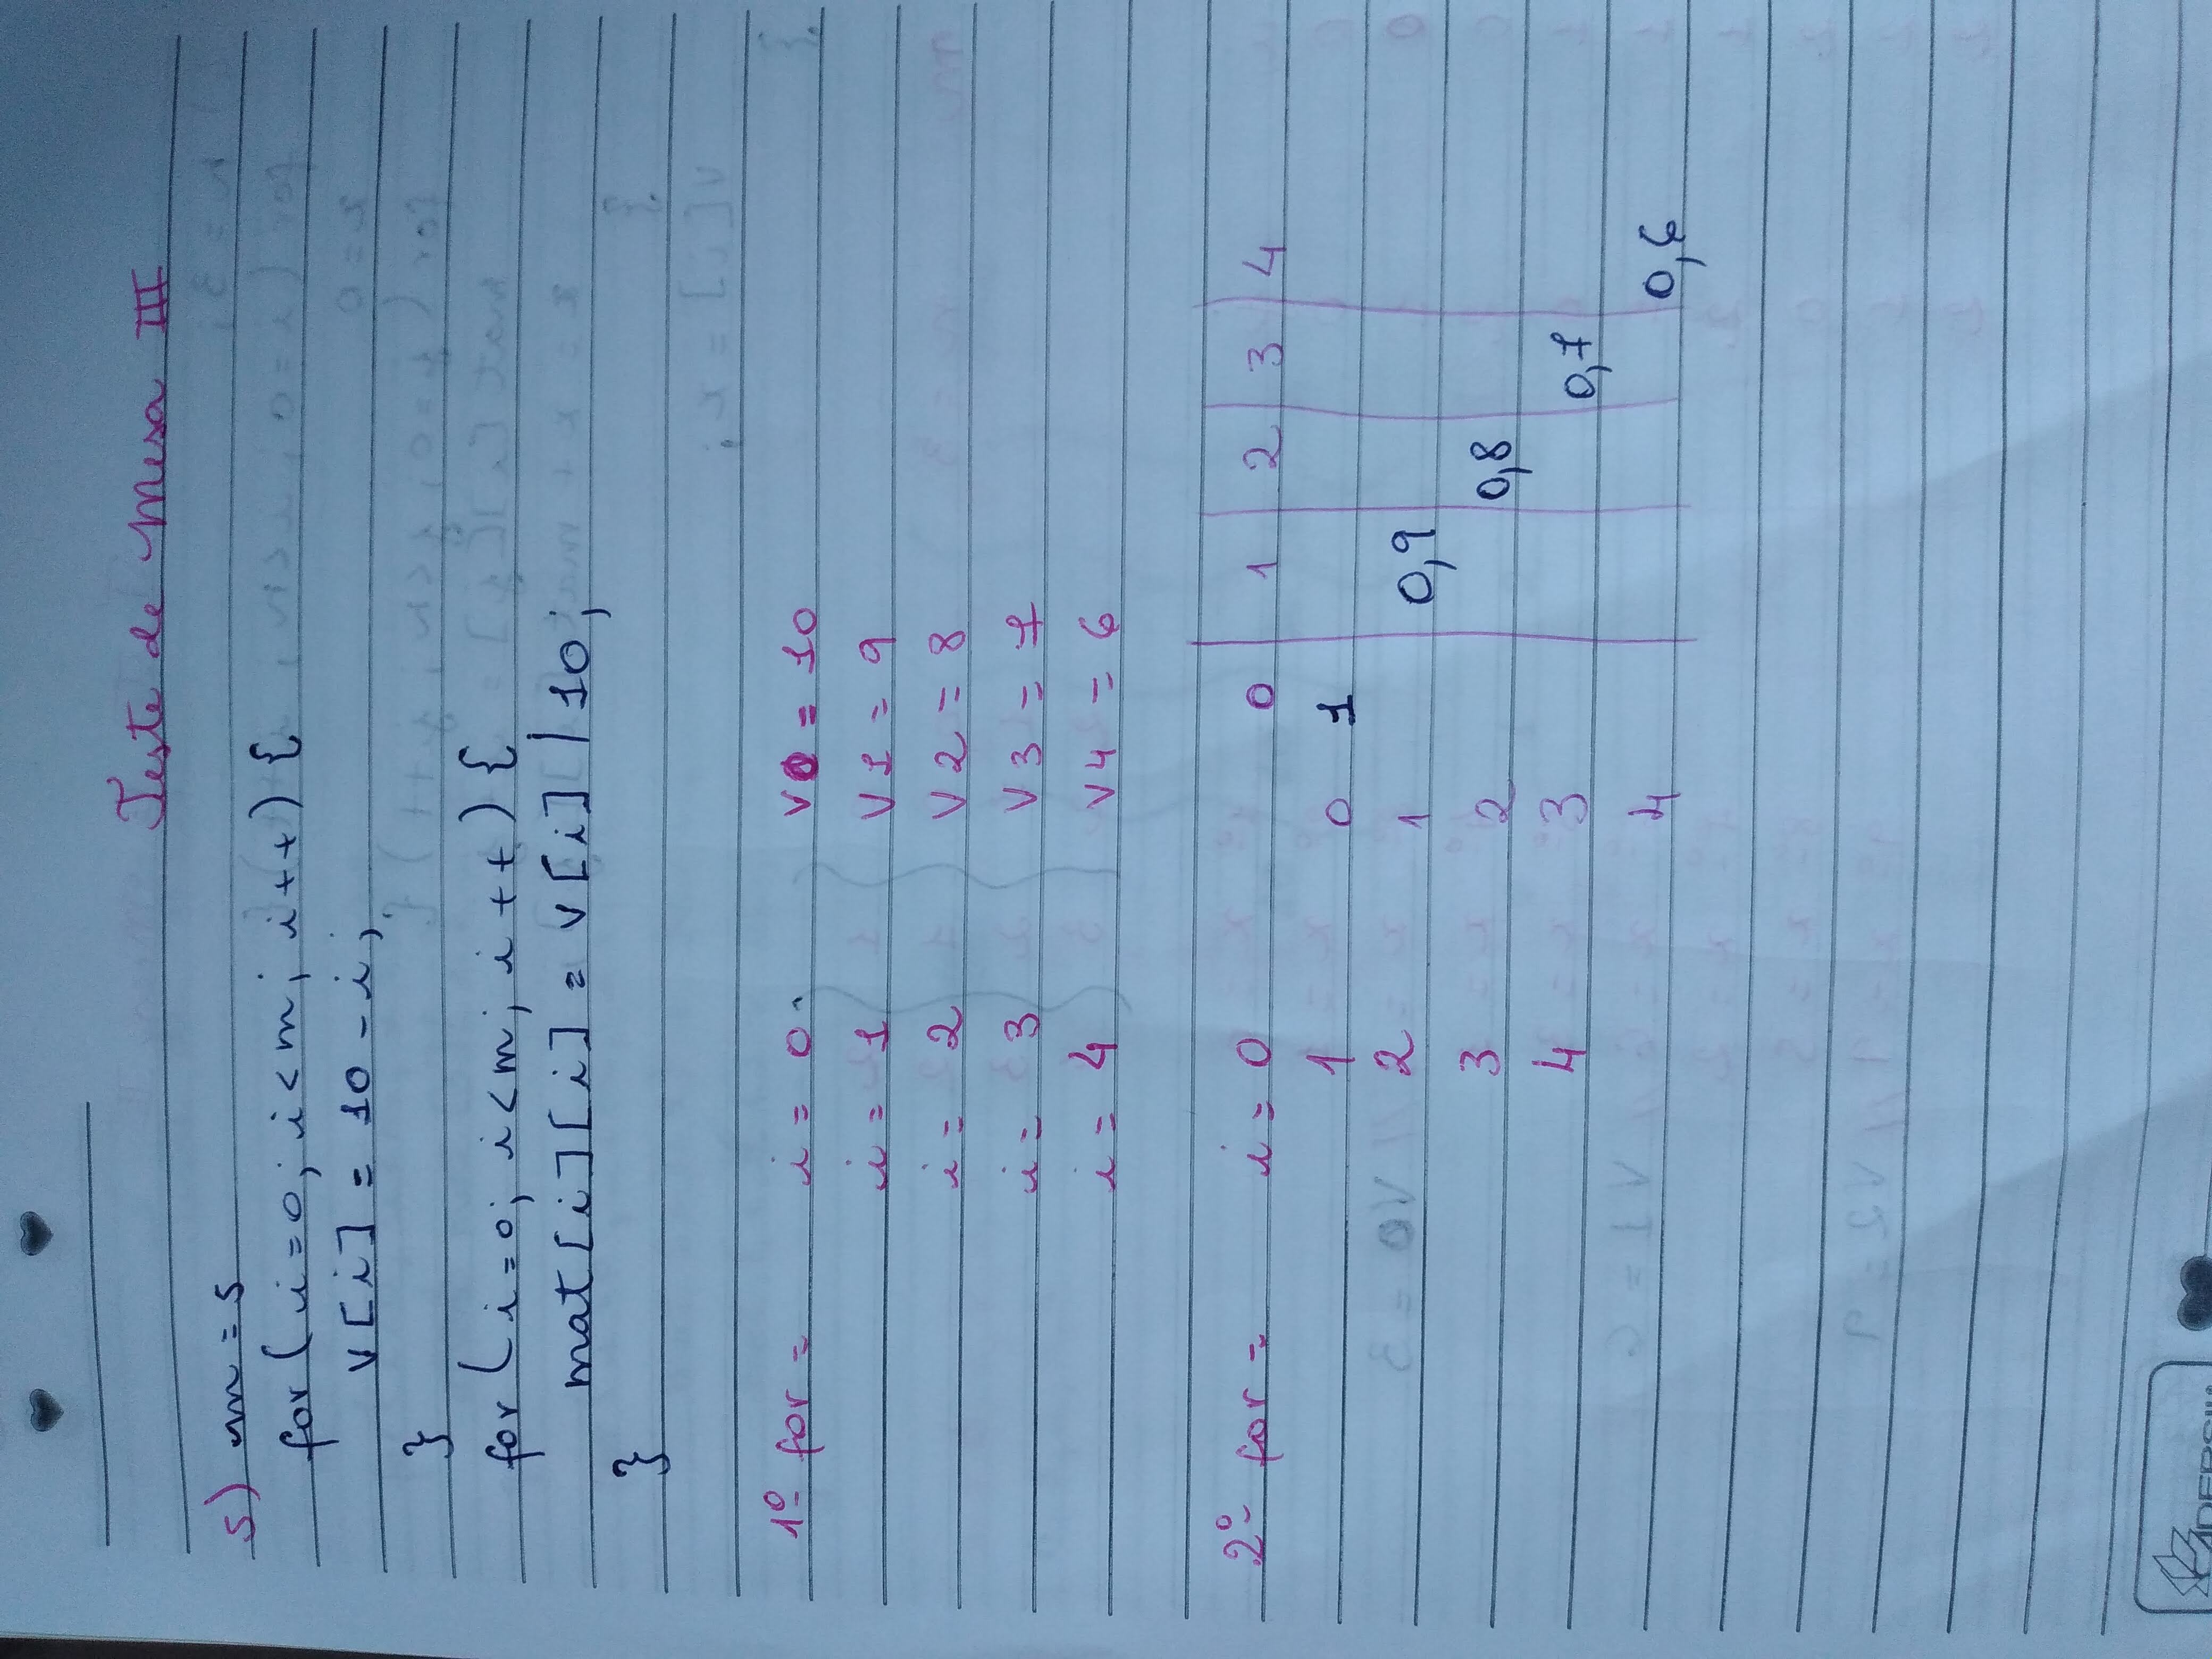 Teste de Mesa III
5) m = 5
for (i=0; i<m; i++) {
v[i] = 10 - i;
}
for (i=0; i<m; i++) {
mat[i][i] = v[i] / 10;
}
1º for = i = 0 V0 = 10
i = 1 V1 = 9
i = 2 V2 = 8
i = 3 V3 = 7
i = 4 V4 = 6
2º for = i = 0 0 1 2 3 4
1 0 1
2 1 0,9
3 2 0,8
4 3 0,7
4 0,6